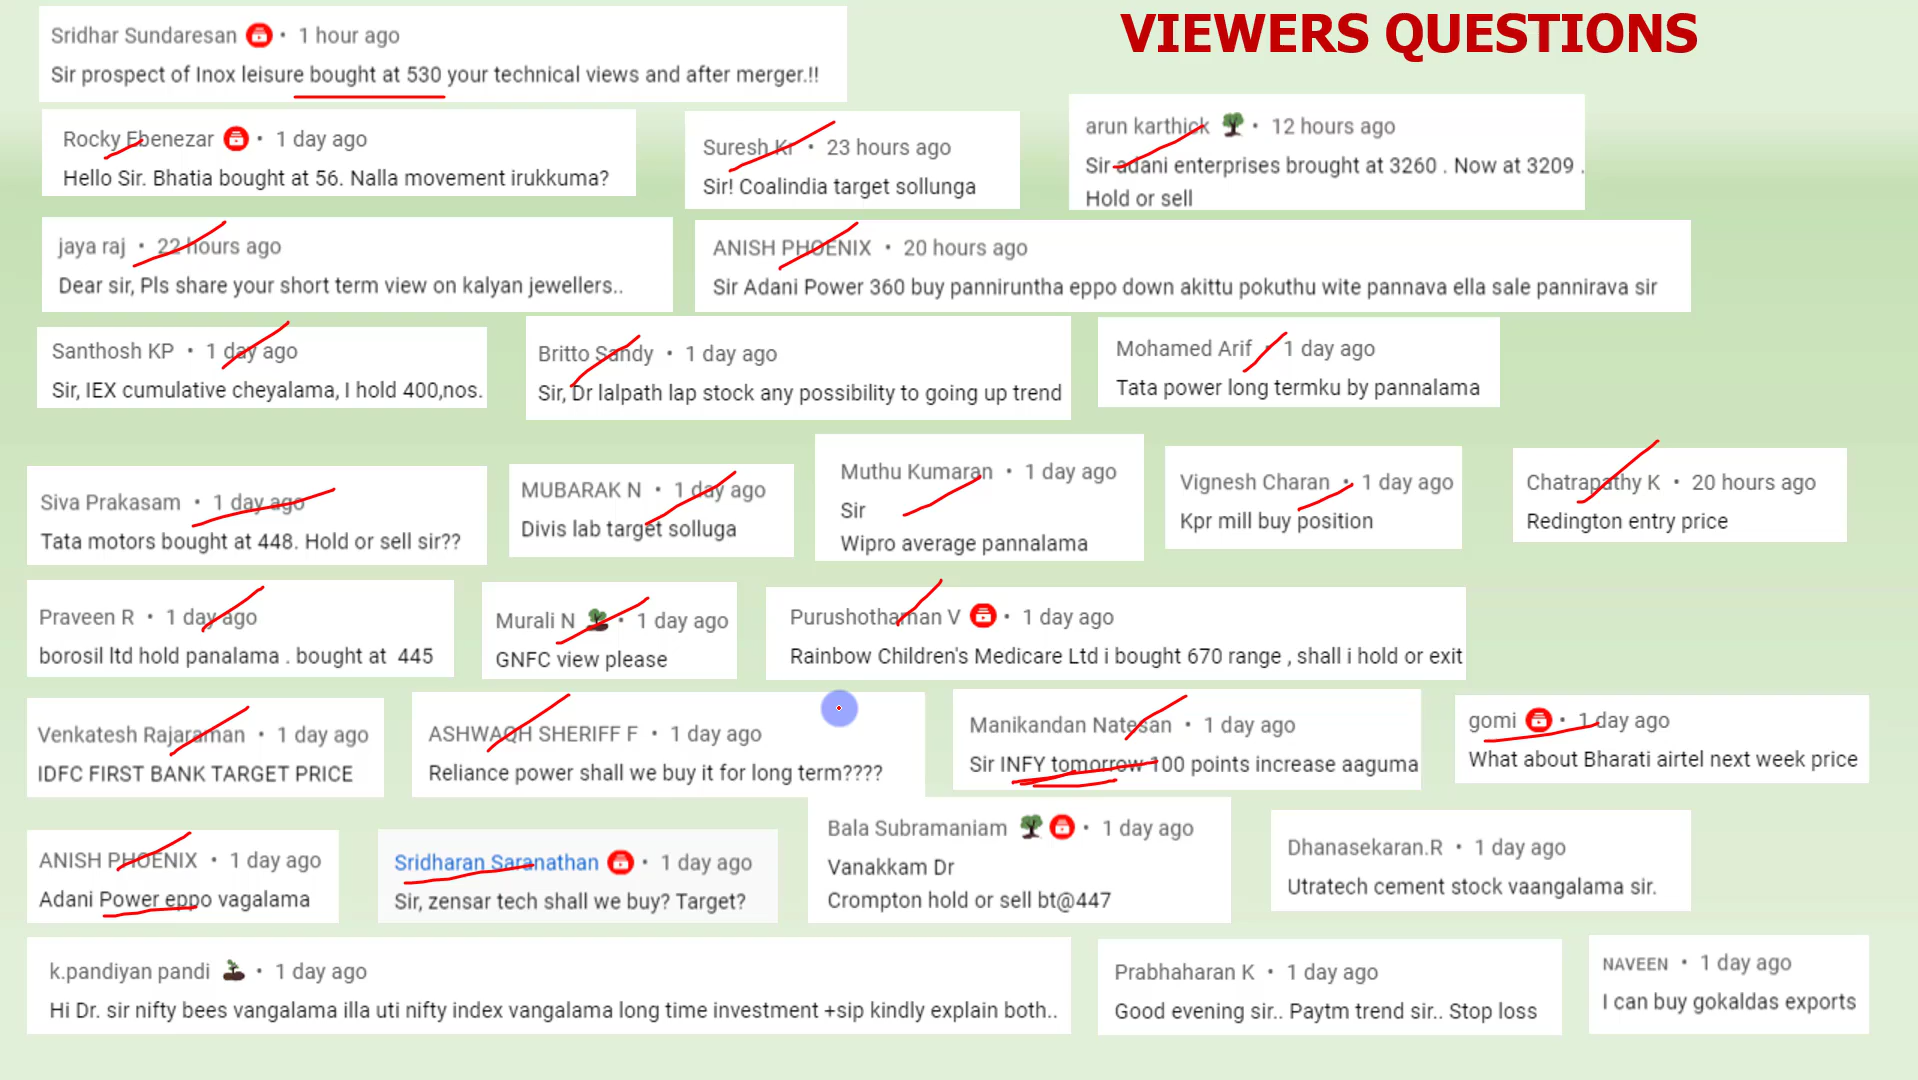 VIEWERS QUESTIONS
Sridhar Sundaresan • 1 hour ago
Sir prospect of Inox leisure bought at 530 your technical views and after merger.!!
Rocky Ebenezar • 1 day ago
Hello Sir. Bhatia bought at 56. Nalla movement irukkuma?
Suresh Kr • 23 hours ago
Sir! Coalindia target sollunga
arun karthick • 12 hours ago
Sir adani enterprises brought at 3260 . Now at 3209 .
Hold or sell
jaya raj • 22 hours ago
Dear sir, Pls share your short term view on kalyan jewellers..
ANISH PHOENIX • 20 hours ago
Sir Adani Power 360 buy panniruntha eppo down akittu pokuthu wite pannava ella sale pannirava sir
Santhosh KP • 1 day ago
Sir, IEX cumulative cheyalama, I hold 400,nos.
Britto Sandy • 1 day ago
Sir, Dr lalpath lap stock any possibility to going up trend
Mohamed Arif • 1 day ago
Tata power long termku by pannalama
Siva Prakasam • 1 day ago
Tata motors bought at 448. Hold or sell sir??
MUBARAK N • 1 day ago
Divis lab target solluga
Muthu Kumaran • 1 day ago
Sir
Wipro average pannalama
Vignesh Charan • 1 day ago
Kpr mill buy position
Chatrapathy K • 20 hours ago
Redington entry price
Praveen R • 1 day ago
borosil ltd hold panalama . bought at 445
Murali N • 1 day ago
GNFC view please
Purushothaman V • 1 day ago
Rainbow Children's Medicare Ltd i bought 670 range , shall i hold or exit
Venkatesh Rajaraman • 1 day ago
IDFC FIRST BANK TARGET PRICE
ASHWAQH SHERIFF F • 1 day ago
Reliance power shall we buy it for long term????
Manikandan Natesan • 1 day ago
Sir INFY tomorrow 100 points increase aaguma
gomi • 1 day ago
What about Bharati airtel next week price
ANISH PHOENIX • 1 day ago
Adani Power eppo vagalama
Sridharan Saranathan • 1 day ago
Sir, zensar tech shall we buy? Target?
Bala Subramaniam • 1 day ago
Vanakkam Dr
Crompton hold or sell bt@447
Dhanasekaran.R • 1 day ago
Utratech cement stock vaangalama sir.
k.pandiyan pandi • 1 day ago
Hi Dr. sir nifty bees vangalama illa uti nifty index vangalama long time investment +sip kindly explain both..
Prabhaharan K • 1 day ago
Good evening sir.. Paytm trend sir.. Stop loss
NAVEEN • 1 day ago
I can buy gokaldas exports